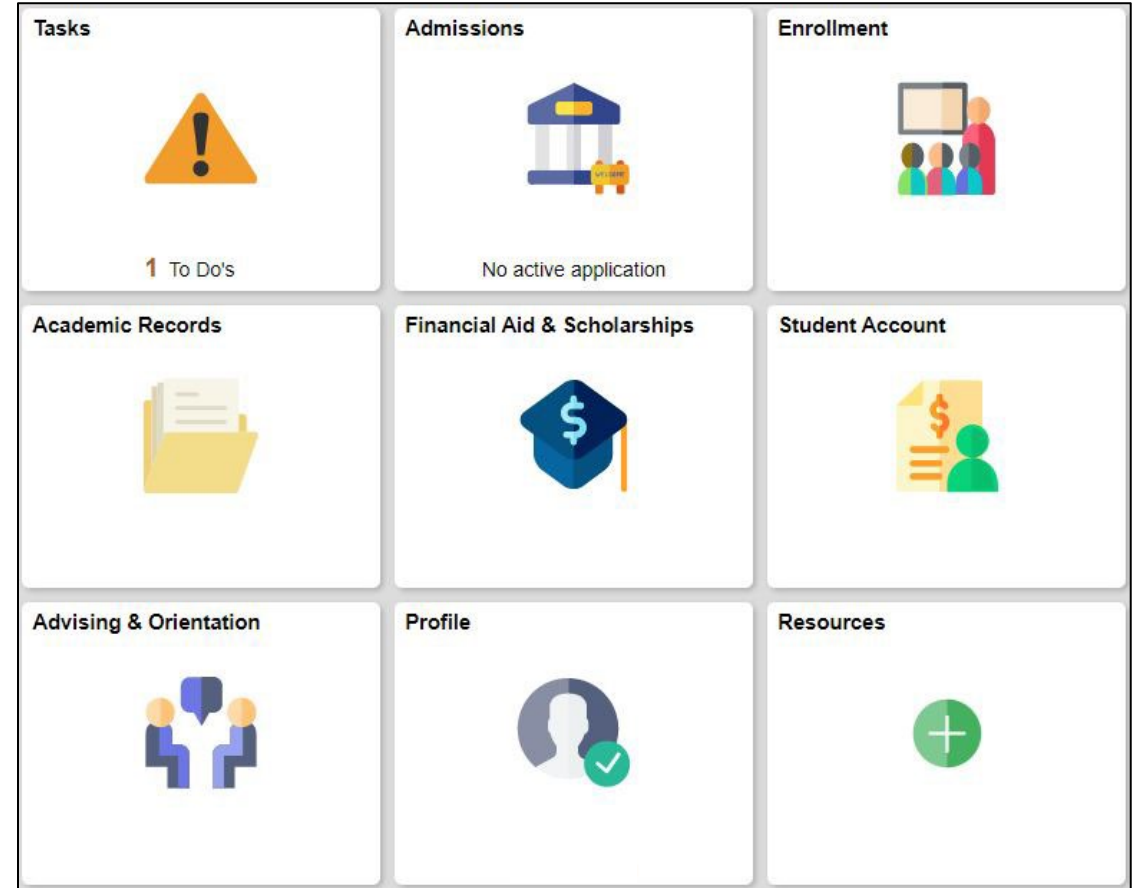 Tasks
Admissions
Enrollment
WELCOME
1 To Do's
No active application
Academic Records
Financial Aid & Scholarships
Student Account
$
$
Advising & Orientation
Profile
Resources